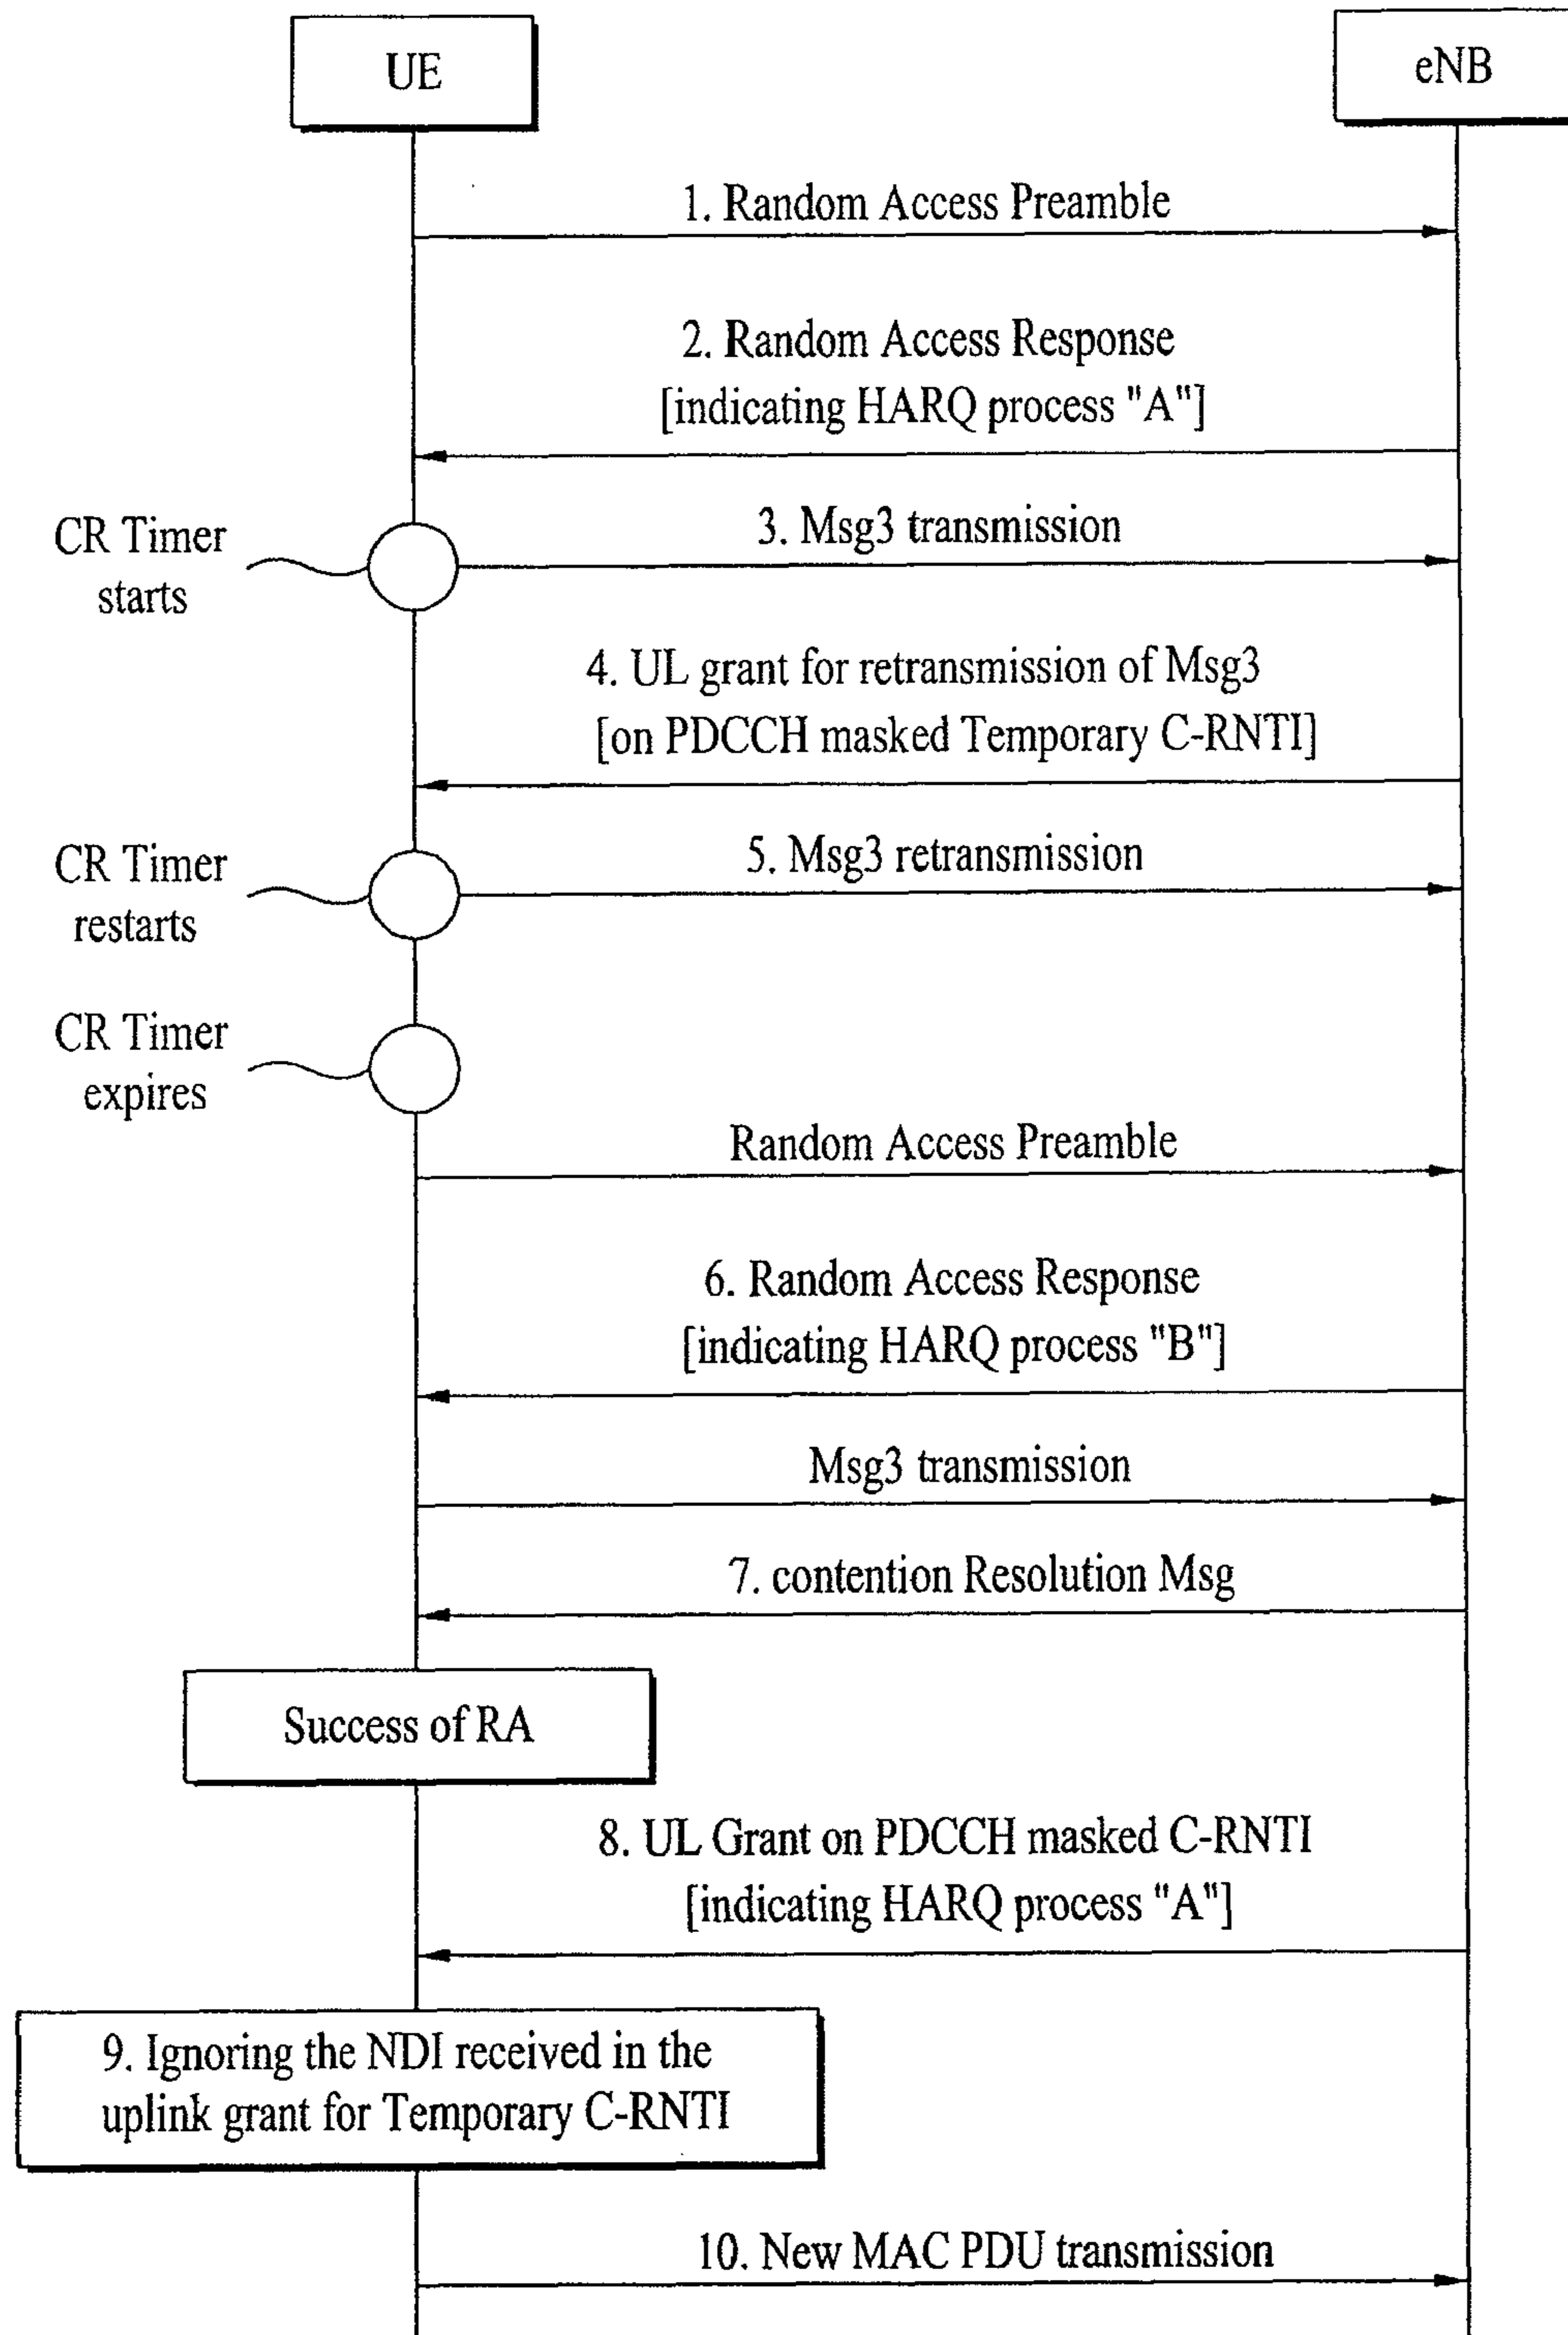 UE
eNB
1. Random Access Preamble
2. Random Access Response
[indicating HARQ process "A"]
CR Timer
starts
3. Msg3 transmission
4. UL grant for retransmission of Msg3
[on PDCCH masked Temporary C-RNTI]
CR Timer
restarts
5. Msg3 retransmission
CR Timer
expires
Random Access Preamble
6. Random Access Response
[indicating HARQ process "B"]
Msg3 transmission
7. contention Resolution Msg
Success of RA
8. UL Grant on PDCCH masked C-RNTI
[indicating HARQ process "A"]
9. Ignoring the NDI received in the
uplink grant for Temporary C-RNTI
10. New MAC PDU transmission